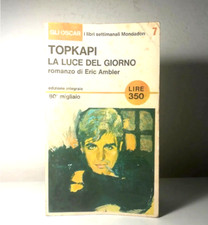 GLI OSCAR i libri settimanali Mondadori 7
TOPKAPI
LA LUCE DEL GIORNO
romanzo di Eric Ambler
edizione integrale
LIRE
350
migliaio